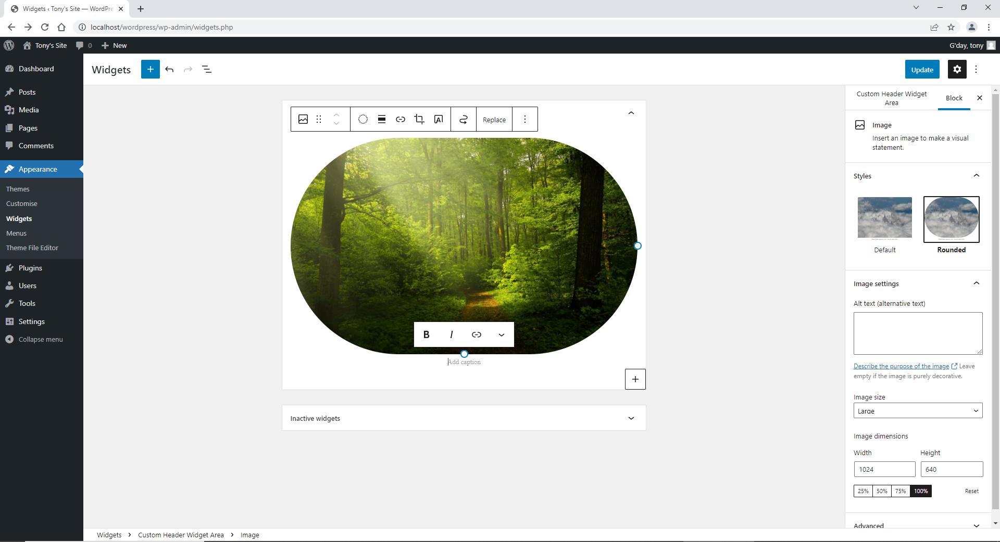 Widgets ‹ Tony's Site — WordPre
localhost/wordpress/wp-admin/widgets.php
Tony's Site
0
New
G'day, tony
Dashboard
Posts
Media
Pages
Comments
Appearance
Themes
Customise
Widgets
Menus
Theme File Editor
Plugins
Users
Tools
Settings
Collapse menu
Widgets
Update
Replace
B I
Add caption
Inactive widgets
Custom Header Widget
Area
Block
Image
Insert an image to make a visual
statement.
Styles
Default
Rounded
Image settings
Alt text (alternative text)
Describe the purpose of the image Leave
empty if the image is purely decorative.
Image size
Large
Image dimensions
Width
Height
1024
640
25% 50% 75% 100%
Reset
Advanced
Widgets › Custom Header Widget Area › Image